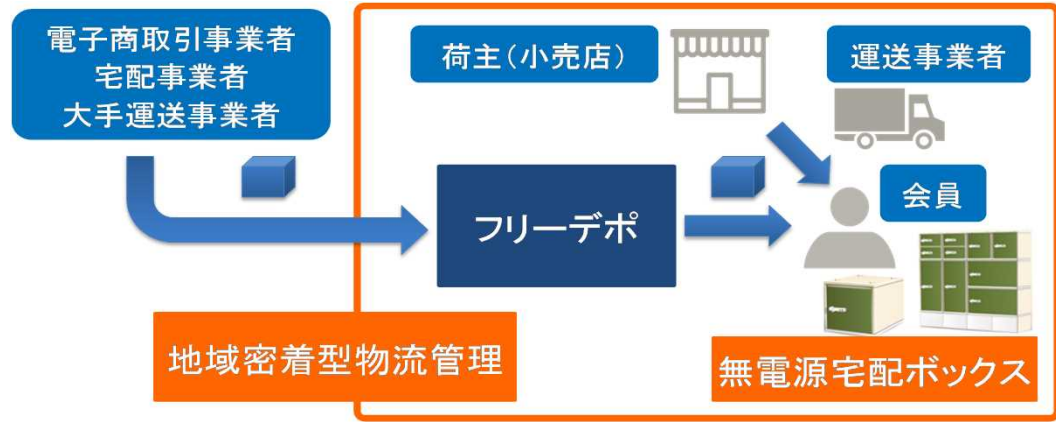 電子商取引事業者
宅配事業者
大手運送事業者
荷主（小売店）
運送事業者
フリーデポ
会員
地域密着型物流管理
無電源宅配ボックス